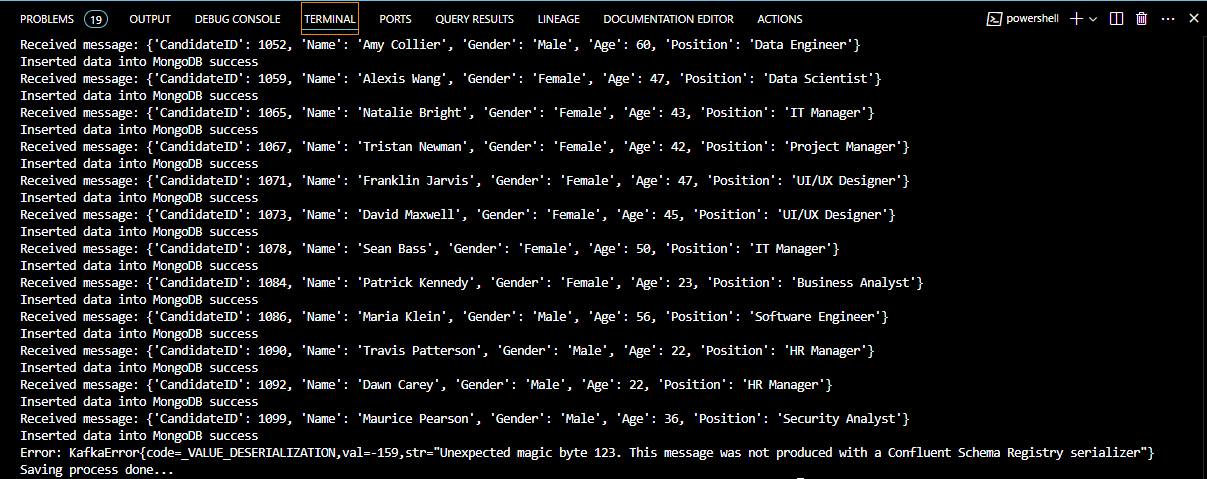 PROBLEMS 19 OUTPUT DEBUG CONSOLE TERMINAL PORTS QUERY RESULTS LINEAGE DOCUMENTATION EDITOR ACTIONS powershell
Received message: {'CandidateID': 1052, 'Name': 'Amy Collier', 'Gender': 'Male', 'Age': 60, 'Position': 'Data Engineer'}
Inserted data into MongoDB success
Received message: {'CandidateID': 1059, 'Name': 'Alexis Wang', 'Gender': 'Female', 'Age': 47, 'Position': 'Data Scientist'}
Inserted data into MongoDB success
Received message: {'CandidateID': 1065, 'Name': 'Natalie Bright', 'Gender': 'Female', 'Age': 43, 'Position': 'IT Manager'}
Inserted data into MongoDB success
Received message: {'CandidateID': 1067, 'Name': 'Tristan Newman', 'Gender': 'Female', 'Age': 42, 'Position': 'Project Manager'}
Inserted data into MongoDB success
Received message: {'CandidateID': 1071, 'Name': 'Franklin Jarvis', 'Gender': 'Female', 'Age': 47, 'Position': 'UI/UX Designer'}
Inserted data into MongoDB success
Received message: {'CandidateID': 1073, 'Name': 'David Maxwell', 'Gender': 'Female', 'Age': 45, 'Position': 'UI/UX Designer'}
Inserted data into MongoDB success
Received message: {'CandidateID': 1078, 'Name': 'Sean Bass', 'Gender': 'Female', 'Age': 50, 'Position': 'IT Manager'}
Inserted data into MongoDB success
Received message: {'CandidateID': 1084, 'Name': 'Patrick Kennedy', 'Gender': 'Female', 'Age': 23, 'Position': 'Business Analyst'}
Inserted data into MongoDB success
Received message: {'CandidateID': 1086, 'Name': 'Maria Klein', 'Gender': 'Male', 'Age': 56, 'Position': 'Software Engineer'}
Inserted data into MongoDB success
Received message: {'CandidateID': 1090, 'Name': 'Travis Patterson', 'Gender': 'Male', 'Age': 22, 'Position': 'HR Manager'}
Inserted data into MongoDB success
Received message: {'CandidateID': 1092, 'Name': 'Dawn Carey', 'Gender': 'Male', 'Age': 22, 'Position': 'HR Manager'}
Inserted data into MongoDB success
Received message: {'CandidateID': 1099, 'Name': 'Maurice Pearson', 'Gender': 'Male', 'Age': 36, 'Position': 'Security Analyst'}
Inserted data into MongoDB success
Error: KafkaError{code=_VALUE_DESERIALIZATION,val=-159,str="Unexpected magic byte 123. This message was not produced with a Confluent Schema Registry serializer"}
Saving process done...